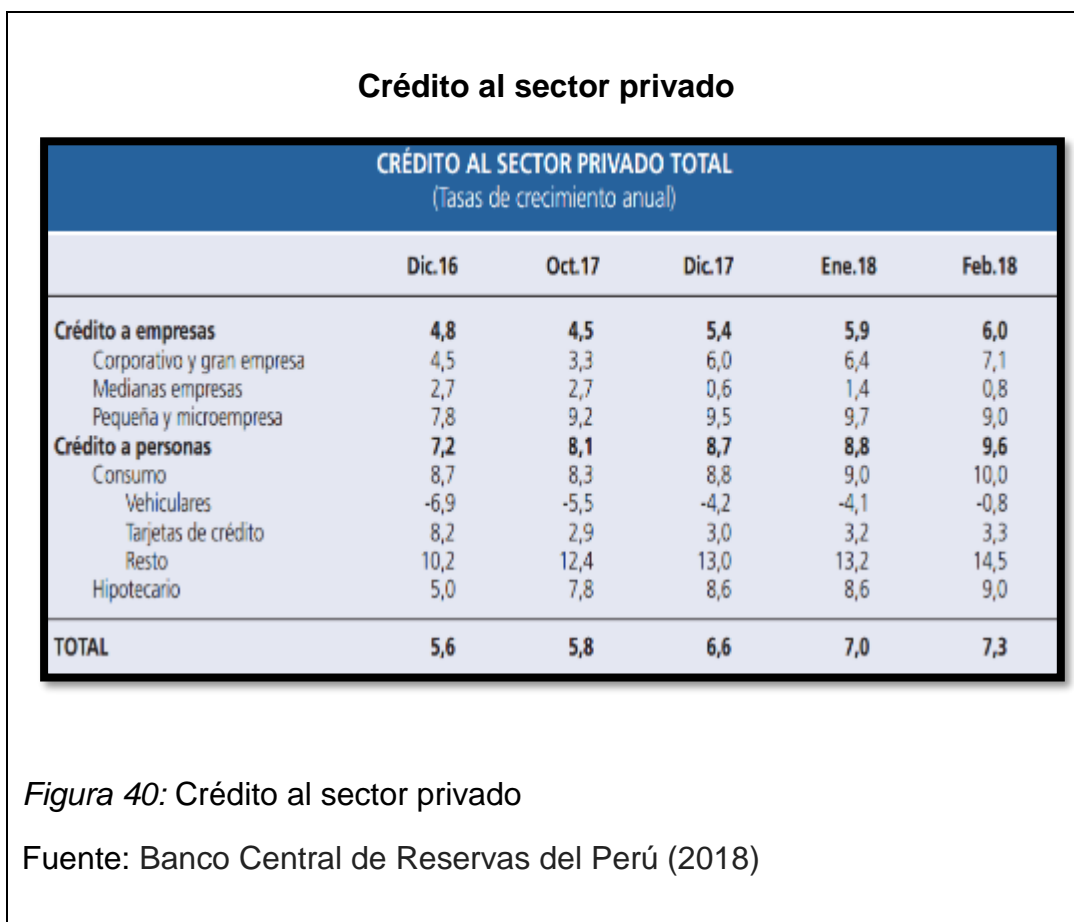 Crédito al sector privado
CRÉDITO AL SECTOR PRIVADO TOTAL
(Tasas de crecimiento anual)
Dic.16 Oct.17 Dic.17 Ene.18 Feb.18
Crédito a empresas 4,8 4,5 5,4 5,9 6,0
Corporativo y gran empresa 4,5 3,3 6,0 6,4 7,1
Medianas empresas 2,7 2,7 0,6 1,4 0,8
Pequeña y microempresa 7,8 9,2 9,5 9,7 9,0
Crédito a personas 7,2 8,1 8,7 8,8 9,6
Consumo 8,7 8,3 8,8 9,0 10,0
Vehiculares -6,9 -5,5 -4,2 -4,1 -0,8
Tarjetas de crédito 8,2 2,9 3,0 3,2 3,3
Resto 10,2 12,4 13,0 13,2 14,5
Hipotecario 5,0 7,8 8,6 8,6 9,0
TOTAL 5,6 5,8 6,6 7,0 7,3
Figura 40: Crédito al sector privado
Fuente: Banco Central de Reservas del Perú (2018)